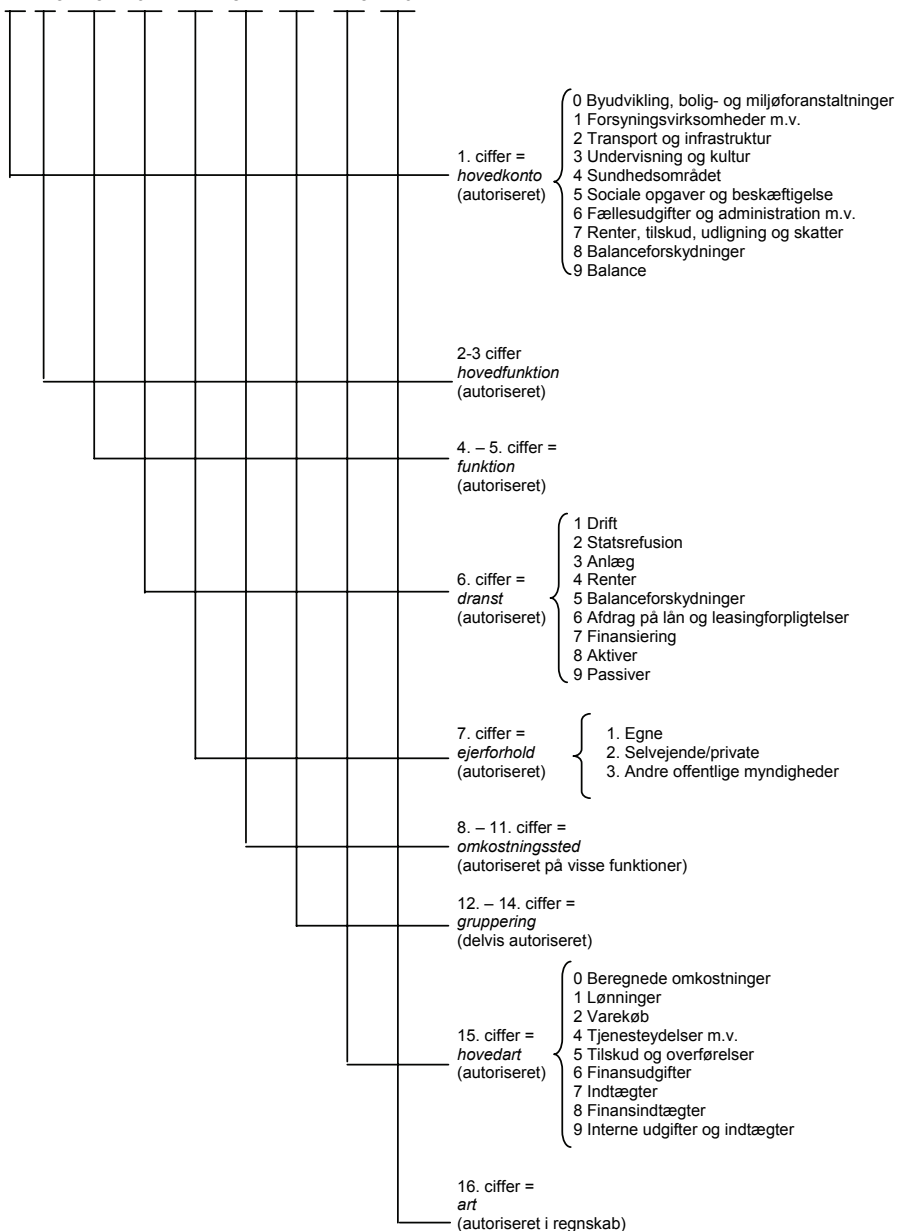 1. ciffer =
hovedkonto
(autoriseret)
0 Byudvikling, bolig- og miljøforanstaltninger
1 Forsyningsvirksomheder m.v.
2 Transport og infrastruktur
3 Undervisning og kultur
4 Sundhedsområdet
5 Sociale opgaver og beskæftigelse
6 Fællesudgifter og administration m.v.
7 Renter, tilskud, udligning og skatter
8 Balanceforskydninger
9 Balance
2-3 ciffer
hovedfunktion
(autoriseret)
4. – 5. ciffer =
funktion
(autoriseret)
6. ciffer =
dranst
(autoriseret)
1 Drift
2 Statsrefusion
3 Anlæg
4 Renter
5 Balanceforskydninger
6 Afdrag på lån og leasingforpligtelser
7 Finansiering
8 Aktiver
9 Passiver
7. ciffer =
ejerforhold
(autoriseret)
1. Egne
2. Selvejende/private
3. Andre offentlige myndigheder
8. – 11. ciffer =
omkostningssted
(autoriseret på visse funktioner)
12. – 14. ciffer =
gruppering
(delvis autoriseret)
15. ciffer =
hovedart
(autoriseret)
0 Beregnede omkostninger
1 Lønninger
2 Varekøb
4 Tjenesteydelser m.v.
5 Tilskud og overførelser
6 Finansudgifter
7 Indtægter
8 Finansindtægter
9 Interne udgifter og indtægter
16. ciffer =
art
(autoriseret i regnskab)